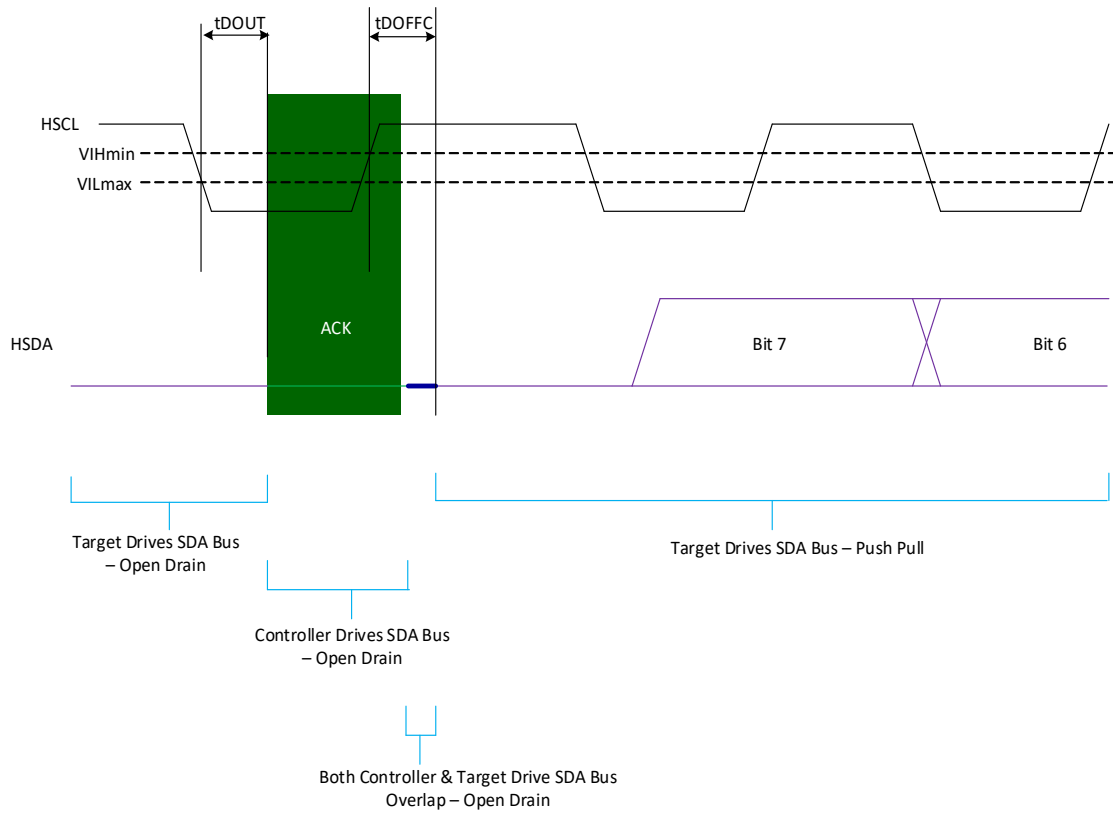 tDOUT
tDOFFC
HSCL
VIHmin
VILmax
ACK
HSDA
Bit 7
Bit 6
Target Drives SDA Bus
– Open Drain
Target Drives SDA Bus – Push Pull
Controller Drives SDA Bus
– Open Drain
Both Controller & Target Drive SDA Bus
Overlap – Open Drain